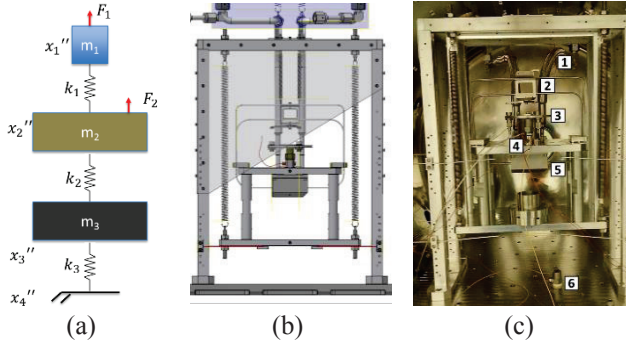 F₁
x₁′′
m₁
k₁
F₂
x₂′′
m₂
k₂
m₃
x₃′′
k₃
x₄′′
(a)
(b)
1
2
3
4
5
6
(c)